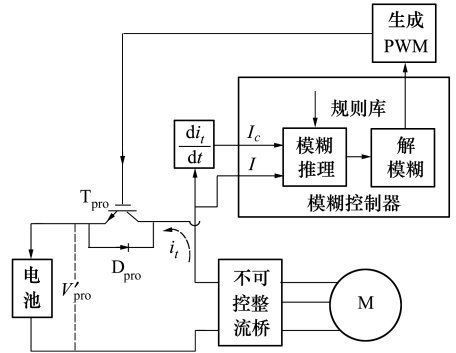 生成
PWM
规则库
di_t
dt
I_c
I
模糊
推理
解
模糊
模糊控制器
T_pro
i_t
D_pro
V′_pro
电
池
不可
控整
流桥
M